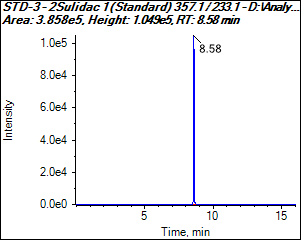 STD-3 - 2Sulidac 1 (Standard) 357.1 / 233.1 - D:\Analy...
Area: 3.858e5, Height: 1.049e5, RT: 8.58 min
1.0e5
8.58
8.0e4
6.0e4
4.0e4
2.0e4
0.0e0
Intensity
5
10
15
Time, min